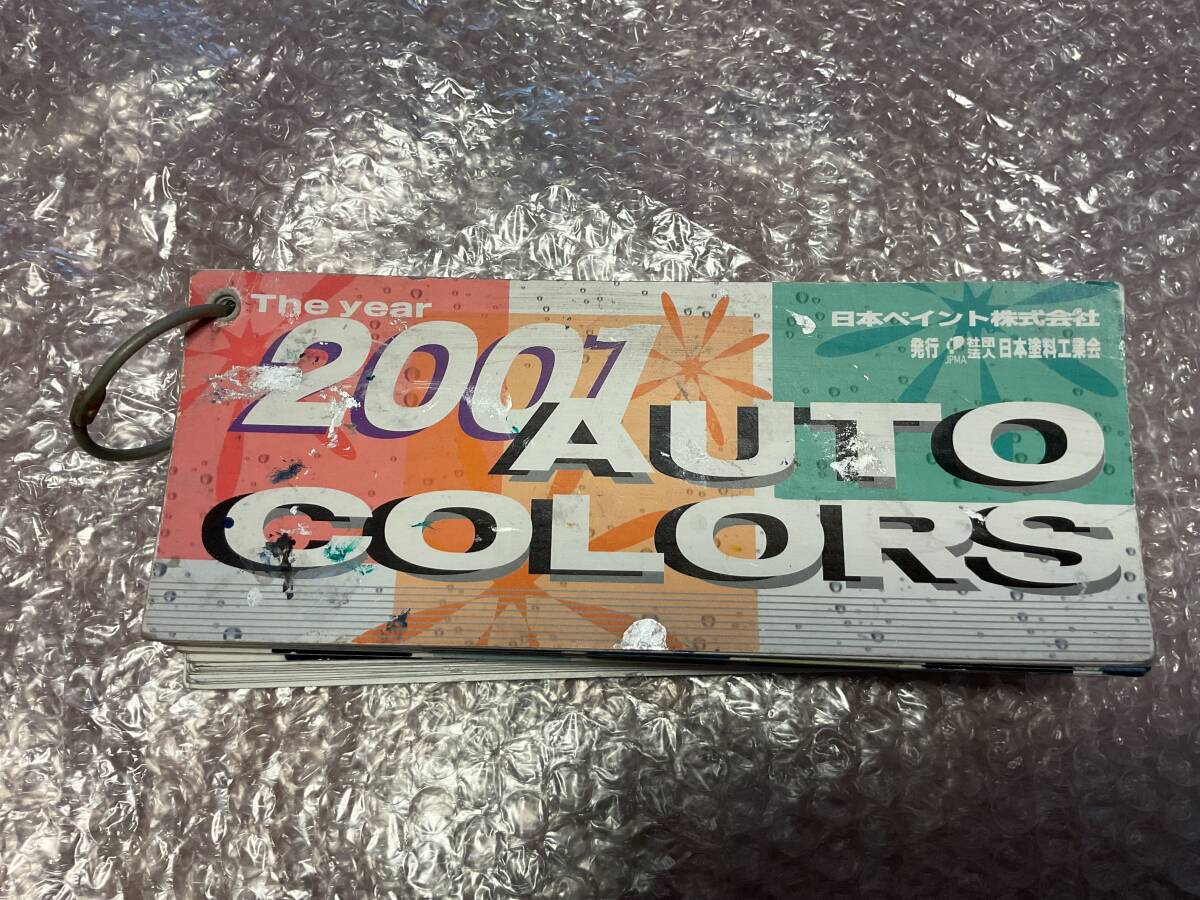 The year
2001
日本ペイント株式会社
発行 JPMA 社団法人 日本塗料工業会
AUTO
COLORS